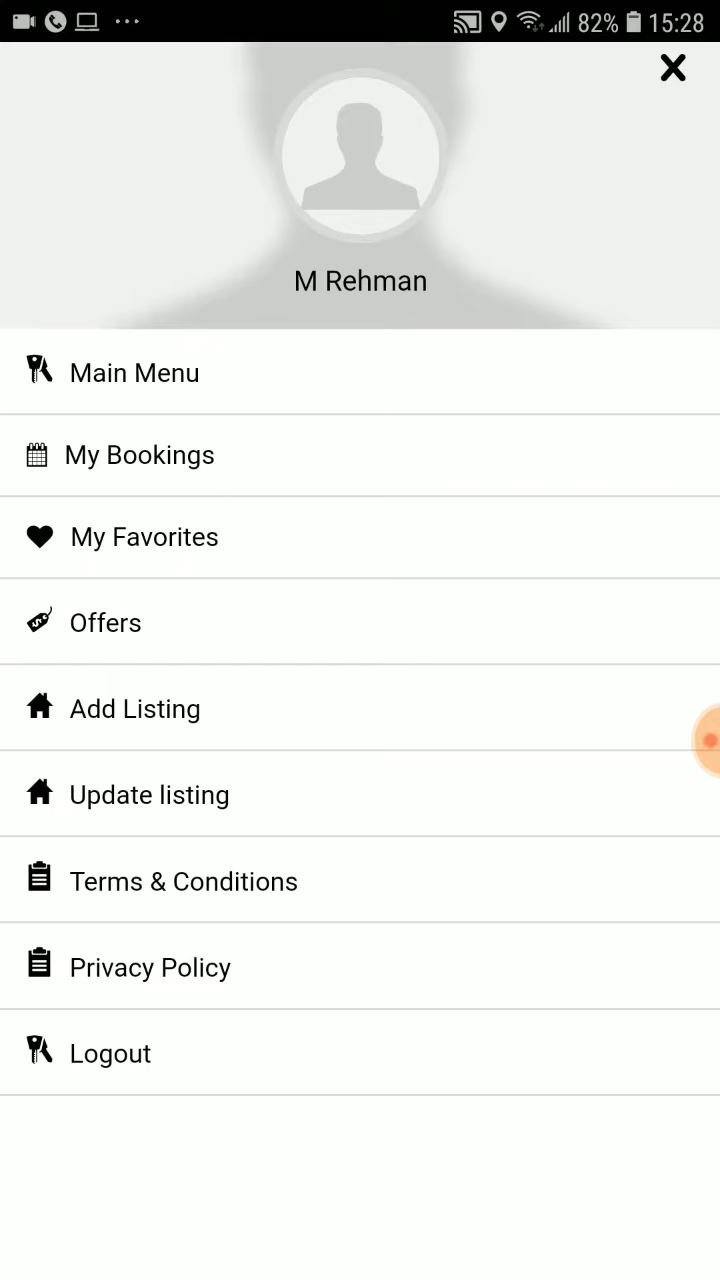 82% 15:28
M Rehman
Main Menu
My Bookings
My Favorites
Offers
Add Listing
Update listing
Terms & Conditions
Privacy Policy
Logout